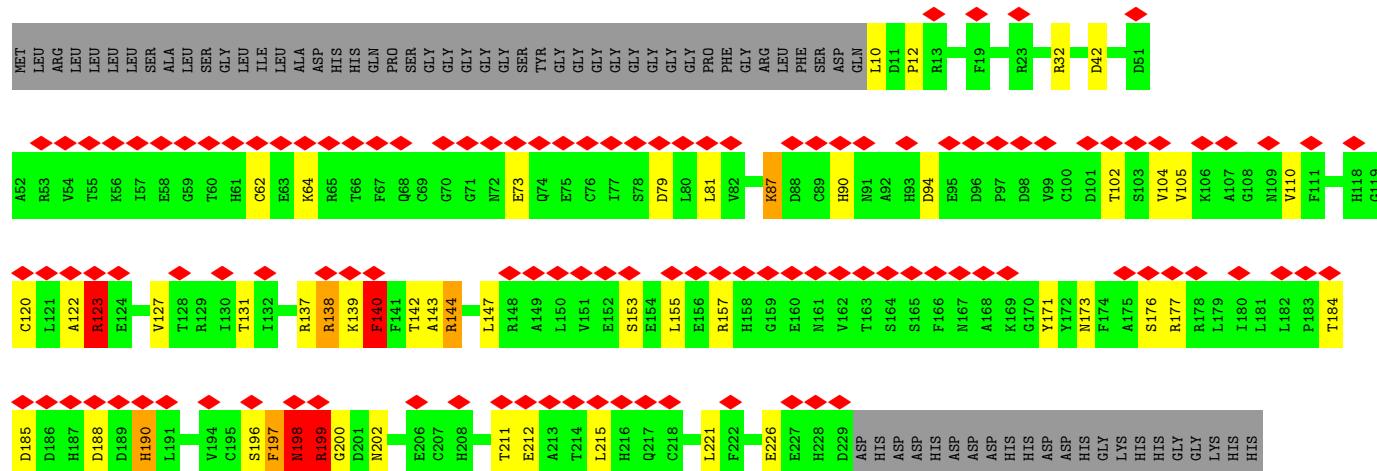 MET LEU ARG LEU LEU LEU LEU SER ALA LEU SER GLY LEU ILE LEU ALA ASP HIS HIS GLN PRO SER GLY GLY GLY GLY GLY SER TYR GLY GLY GLY GLY GLY GLY GLY GLY GLY GLY PRO PHE GLY ARG LEU PHE SER ASP GLN L10 D11 P12 R13 F19 R23 R32 D42 D51
A52 R53 V54 T55 K56 I57 E58 G59 T60 H61 C62 E63 K64 R65 T66 F67 Q68 C69 G70 G71 N72 E73 Q74 E75 C76 I77 S78 D79 L80 L81 V82 K87 D88 C89 H90 N91 A92 H93 D94 E95 D96 P97 D98 V99 C100 D101 T102 S103 V104 V105 K106 A107 G108 N109 V110 F111 H118 G119
C120 L121 A122 R123 E124 V127 T128 R129 I130 T131 I132 R137 R138 K139 F140 F141 T142 A143 R144 L147 R148 A149 L150 V151 E152 S153 E154 L155 E156 R157 H158 G159 E160 N161 V162 T163 S164 S165 F166 N167 A168 K169 G170 Y171 Y172 N173 F174 A175 S176 R177 R178 L179 I180 L181 L182 P183 T184
D185 D186 H187 D188 D189 H190 L191 V194 C195 S196 F197 N198 R199 G200 D201 N202 E206 C207 H208 T211 E212 A213 T214 L215 H216 Q217 C218 L221 F222 E226 E227 H228 D229 ASP HIS ASP ASP HIS ASP ASP ASP HIS HIS ASP ASP HIS GLY LYS HIS HIS GLY GLY LYS HIS HIS